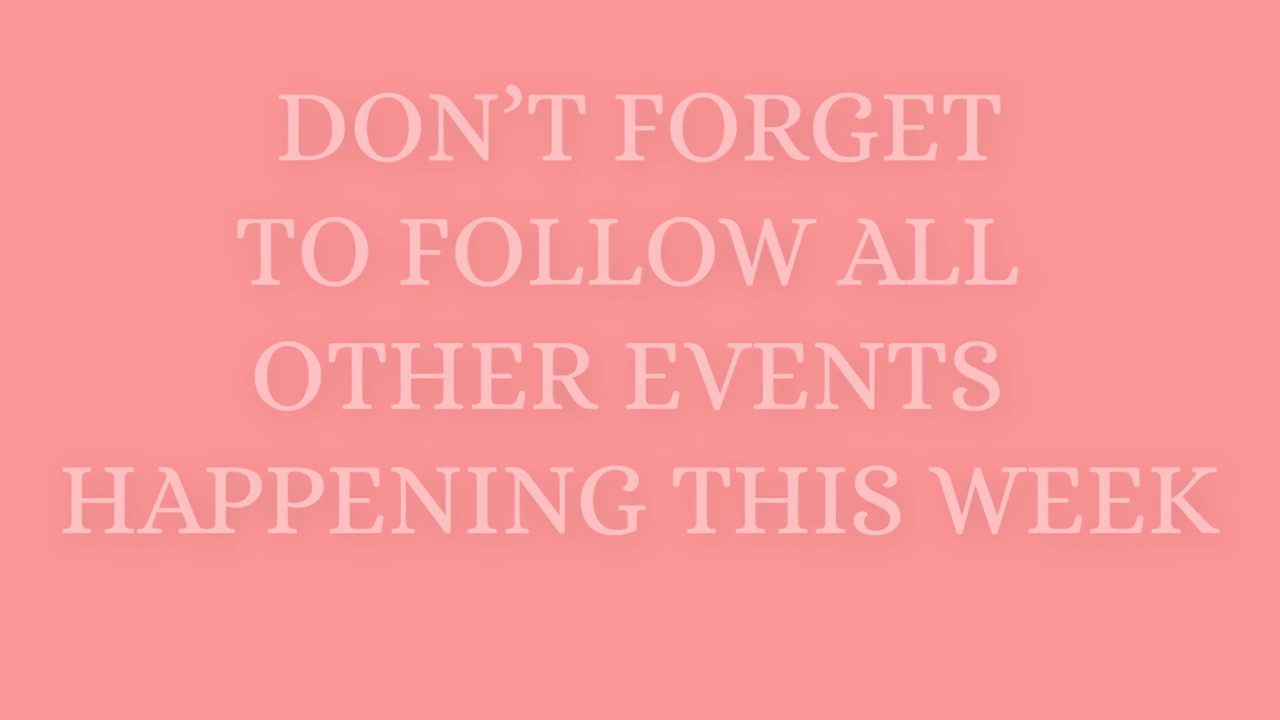 DON’T FORGET
TO FOLLOW ALL
OTHER EVENTS
HAPPENING THIS WEEK